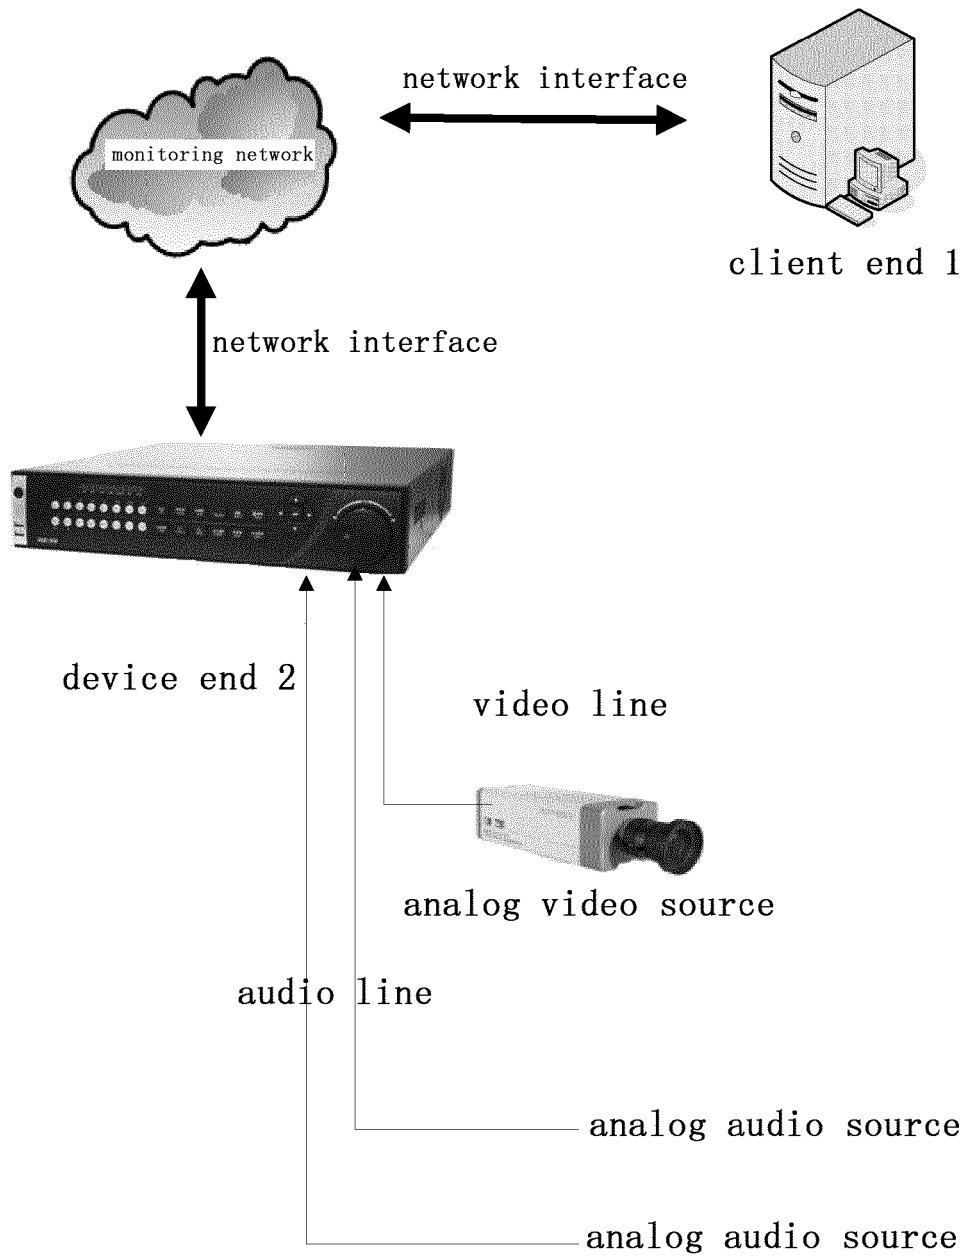 network interface
monitoring network
client end 1
network interface
device end 2
video line
analog video source
audio line
analog audio source
analog audio source